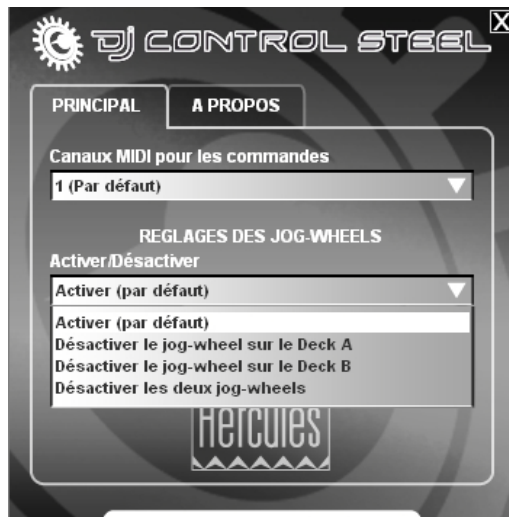 X
DJ CONTROL STEEL
PRINCIPAL
A PROPOS
Canaux MIDI pour les commandes
1 (Par défaut)
REGLAGES DES JOG-WHEELS
Activer/Désactiver
Activer (par défaut)
Activer (par défaut)
Désactiver le jog-wheel sur le Deck A
Désactiver le jog-wheel sur le Deck B
Désactiver les deux jog-wheels
Hercules